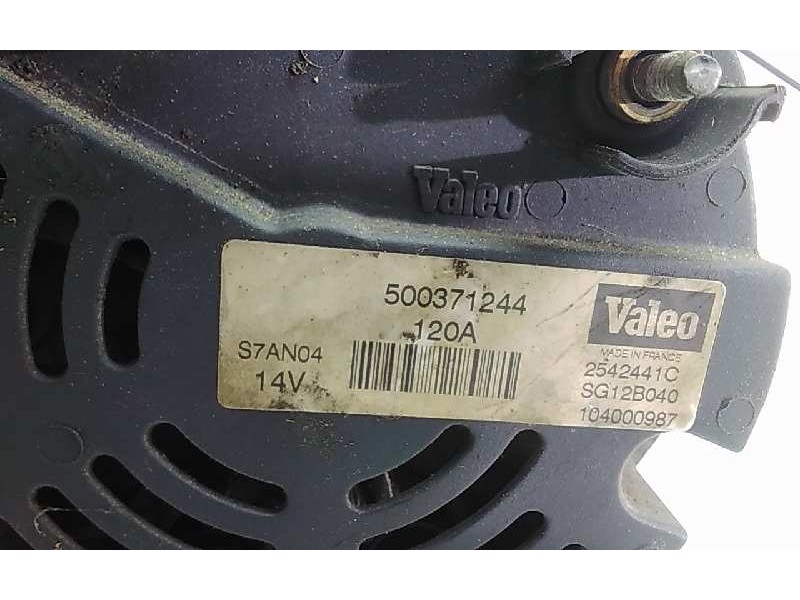 Valeo
500371244
120A
S7AN04
14V
Valeo
MADE IN FRANCE
2542441C
SG12B040
104000987